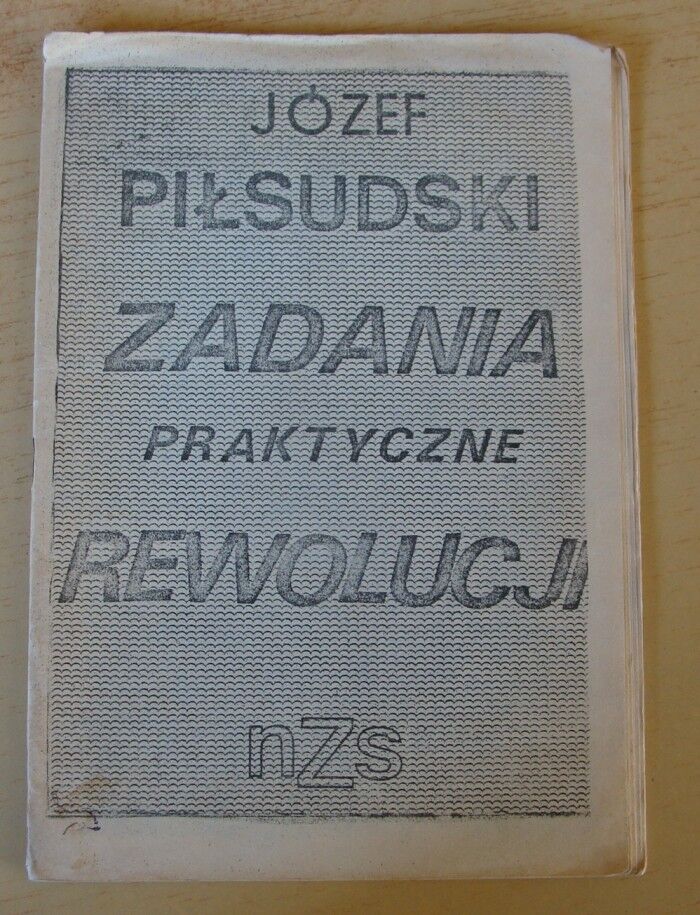 JÓZEF
PIŁSUDSKI
ZADANIA
PRAKTYCZNE
REWOLUCJI
nZs